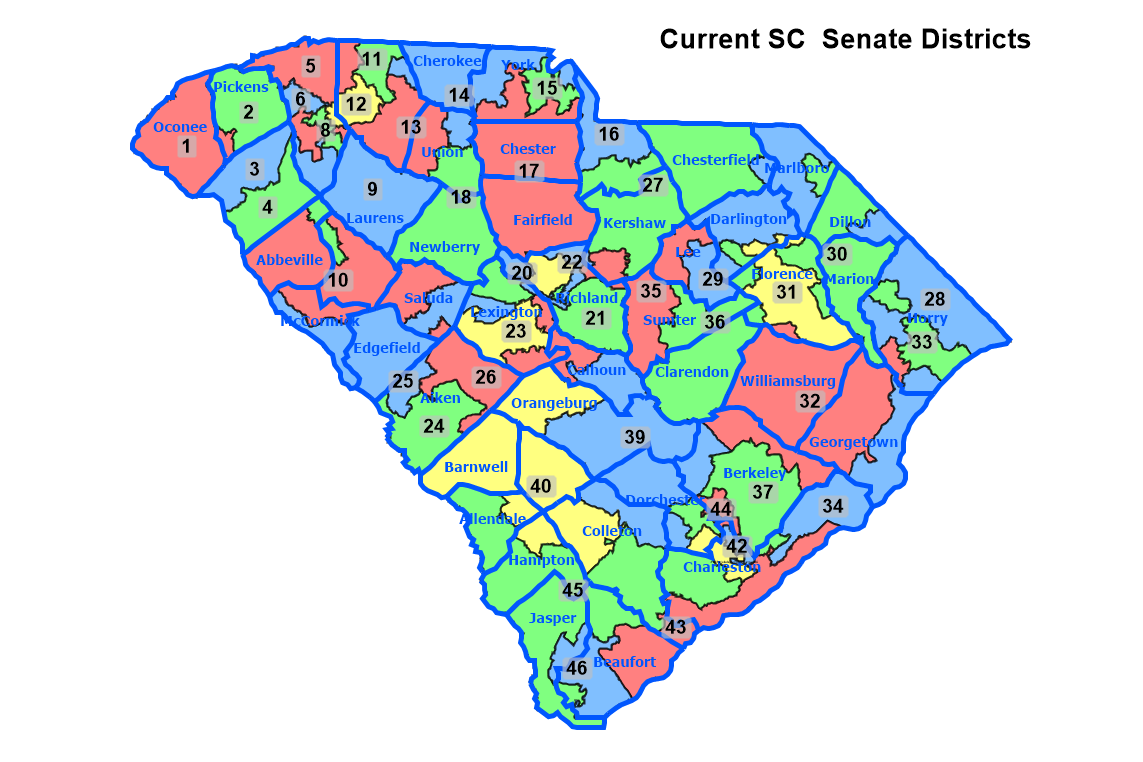 Current SC  Senate Districts
5
11
Cherokee
York
Pickens
6
12
14
15
2
Oconee
8
13
16
1
Union
Chester
Chesterfield
3
17
Marlboro
9
27
4
Laurens
18
Fairfield
Kershaw
Darlington
Dillon
Newberry
Lee
30
Abbeville
20
22
Florence
10
29
Marion
Saluda
Richland
35
31
28
McCormick
Lexington
21
Sumter
36
Horry
23
33
Edgefield
25
26
Calhoun
Clarendon
Williamsburg
Aiken
Orangeburg
32
24
39
Georgetown
Barnwell
Berkeley
40
37
Dorchester
44
34
Allendale
Colleton
42
Hampton
Charleston
45
Jasper
43
46
Beaufort